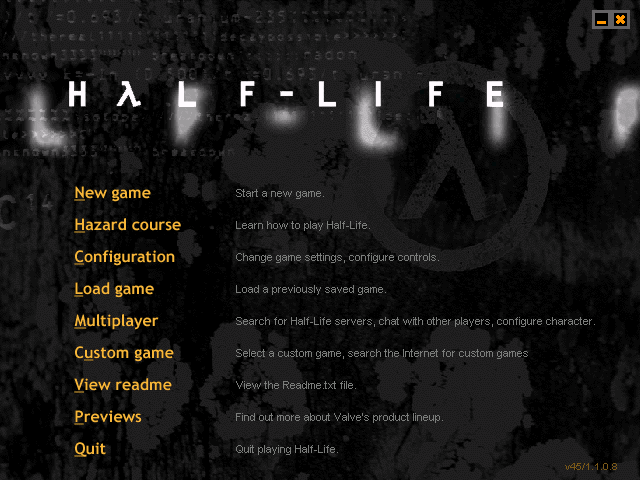 HλLF-LIFE
New game Start a new game.
Hazard course Learn how to play Half-Life.
Configuration Change game settings, configure controls.
Load game Load a previously saved game.
Multiplayer Search for Half-Life servers, chat with other players, configure character.
Custom game Select a custom game, search the Internet for custom games
View readme View the Readme.txt file.
Previews Find out more about Valve's product lineup.
Quit Quit playing Half-Life.
v45/1.1.0.8